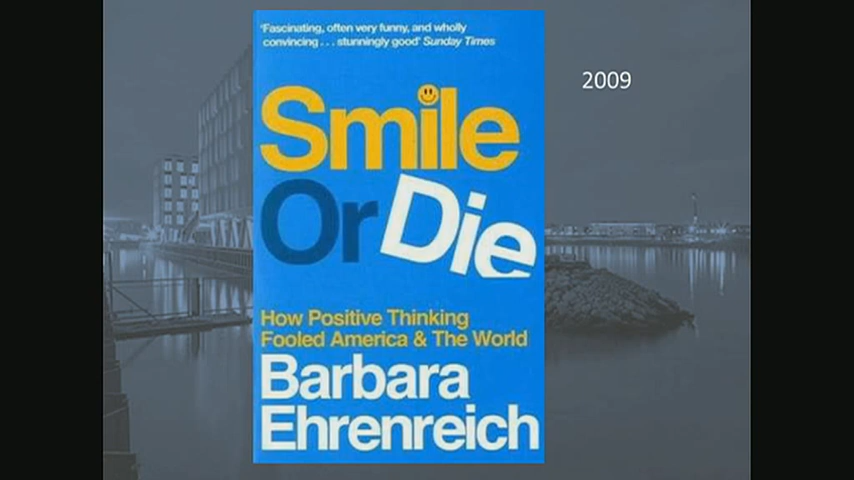 'Fascinating, often very funny, and wholly
convincing . . . stunningly good' Sunday Times
2009
Smile
Or Die
How Positive Thinking
Fooled America & The World
Barbara
Ehrenreich